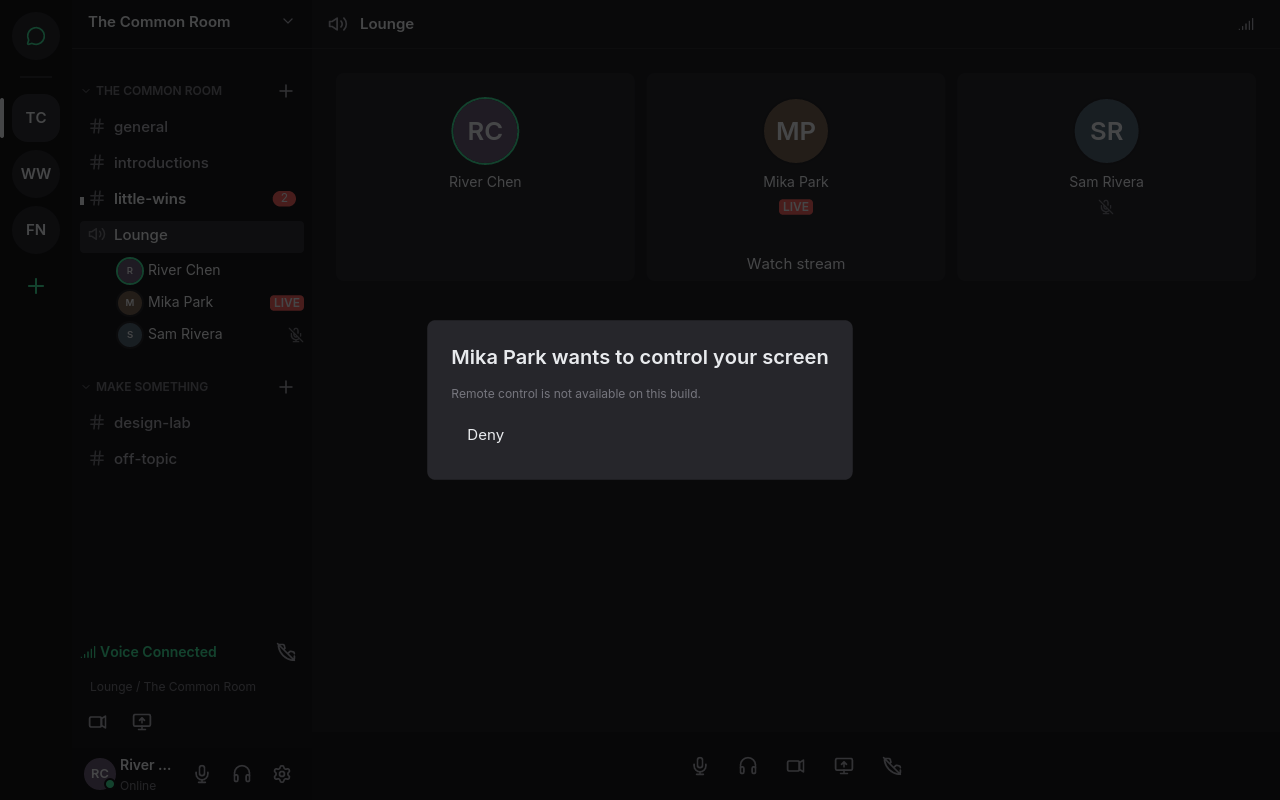 The Common Room
Lounge
TC
WW
FN
THE COMMON ROOM
general
introductions
little-wins
2
Lounge
R
River Chen
M
Mika Park
LIVE
S
Sam Rivera
MAKE SOMETHING
design-lab
off-topic
Voice Connected
Lounge / The Common Room
RC
River ...
Online
RC
River Chen
MP
Mika Park
LIVE
Watch stream
SR
Sam Rivera
Mika Park wants to control your screen
Remote control is not available on this build.
Deny